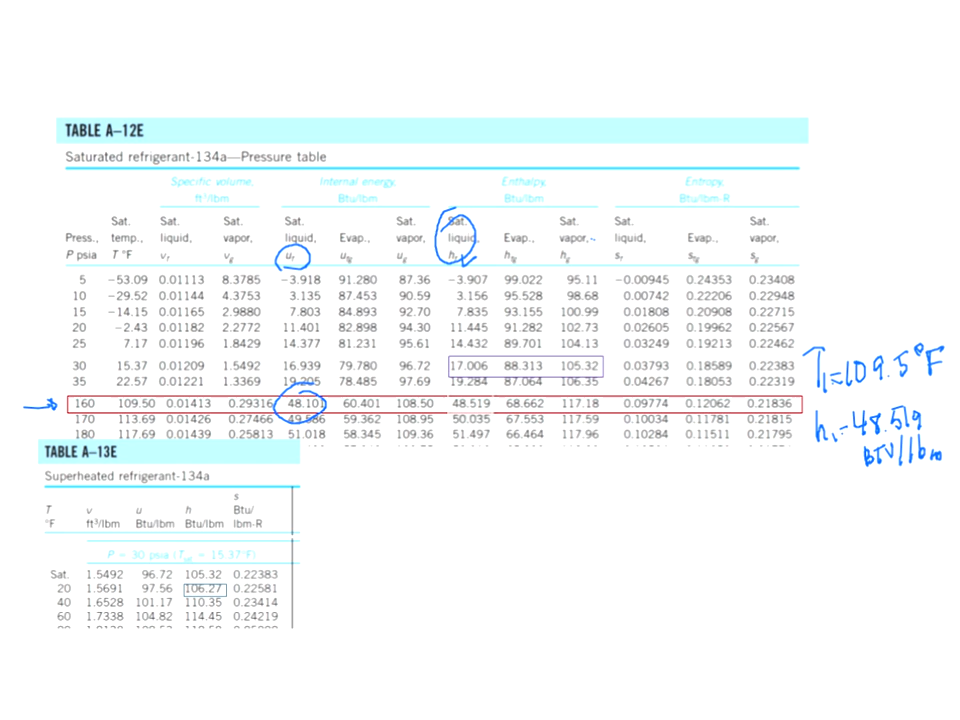 TABLE A–12E
Saturated refrigerant-134a—Pressure table
Specific volume, Internal energy, Enthalpy, Entropy,
ft³/lbm Btu/lbm Btu/lbm Btu/lbm·R
Sat. Sat. Sat. Sat. Sat. Sat. Sat. Sat. Sat.
Press., temp., liquid, vapor, liquid, Evap., vapor, liquid, Evap., vapor, liquid, Evap., vapor,
P psia T °F vf vg uf ufg ug hf hfg hg sf sfg sg
5 −53.09 0.01113 8.3785 −3.918 91.280 87.36 −3.907 99.022 95.11 −0.00945 0.24353 0.23408
10 −29.52 0.01144 4.3753 3.135 87.453 90.59 3.156 95.528 98.68 0.00742 0.22206 0.22948
15 −14.15 0.01165 2.9880 7.803 84.893 92.70 7.835 93.155 100.99 0.01808 0.20908 0.22715
20 −2.43 0.01182 2.2772 11.401 82.898 94.30 11.445 91.282 102.73 0.02605 0.19962 0.22567
25 7.17 0.01196 1.8429 14.377 81.231 95.61 14.432 89.701 104.13 0.03249 0.19213 0.22462
30 15.37 0.01209 1.5492 16.939 79.780 96.72 17.006 88.313 105.32 0.03793 0.18589 0.22383
35 22.57 0.01221 1.3369 19.205 78.485 97.69 19.284 87.064 106.35 0.04267 0.18053 0.22319
160 109.50 0.01413 0.29316 48.101 60.401 108.50 48.519 68.662 117.18 0.09774 0.12062 0.21836
170 113.69 0.01426 0.27466 49.586 59.362 108.95 50.035 67.553 117.59 0.10034 0.11781 0.21815
180 117.69 0.01439 0.25813 51.018 58.345 109.36 51.497 66.464 117.96 0.10284 0.11511 0.21795
T1=109.5°F
h1=48.519
BTU/lbm
TABLE A–13E
Superheated refrigerant-134a
s
T v u h Btu/
°F ft³/lbm Btu/lbm Btu/lbm lbm·R
P = 30 psia (Tsat = 15.37°F)
Sat. 1.5492 96.72 105.32 0.22383
20 1.5691 97.56 106.27 0.22581
40 1.6528 101.17 110.35 0.23414
60 1.7338 104.82 114.45 0.24219